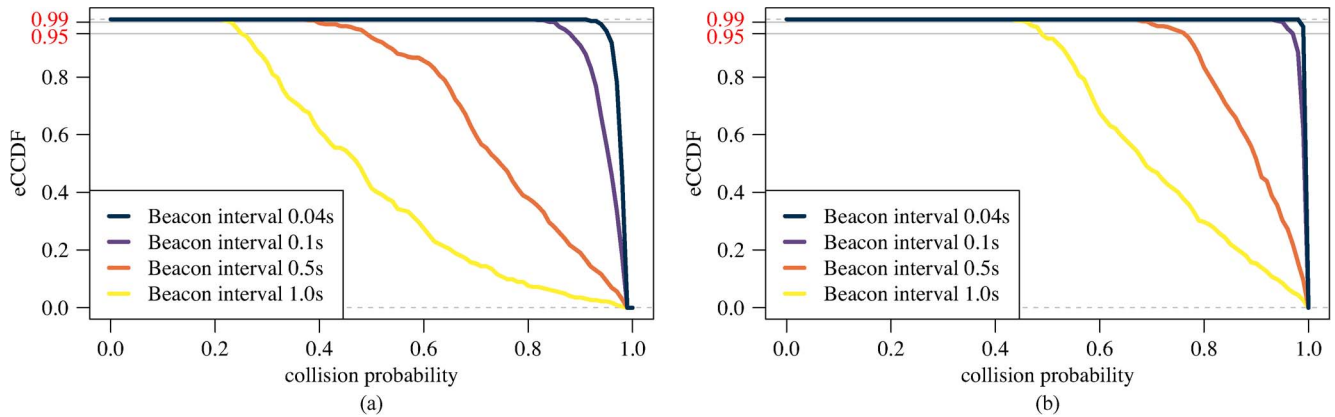 0.99
0.95
0.8
0.6
0.4
0.2
0.0
eCCDF
Beacon interval 0.04s
Beacon interval 0.1s
Beacon interval 0.5s
Beacon interval 1.0s
0.0 0.2 0.4 0.6 0.8 1.0
collision probability
(a)
0.99
0.95
0.8
0.6
0.4
0.2
0.0
eCCDF
Beacon interval 0.04s
Beacon interval 0.1s
Beacon interval 0.5s
Beacon interval 1.0s
0.0 0.2 0.4 0.6 0.8 1.0
collision probability
(b)